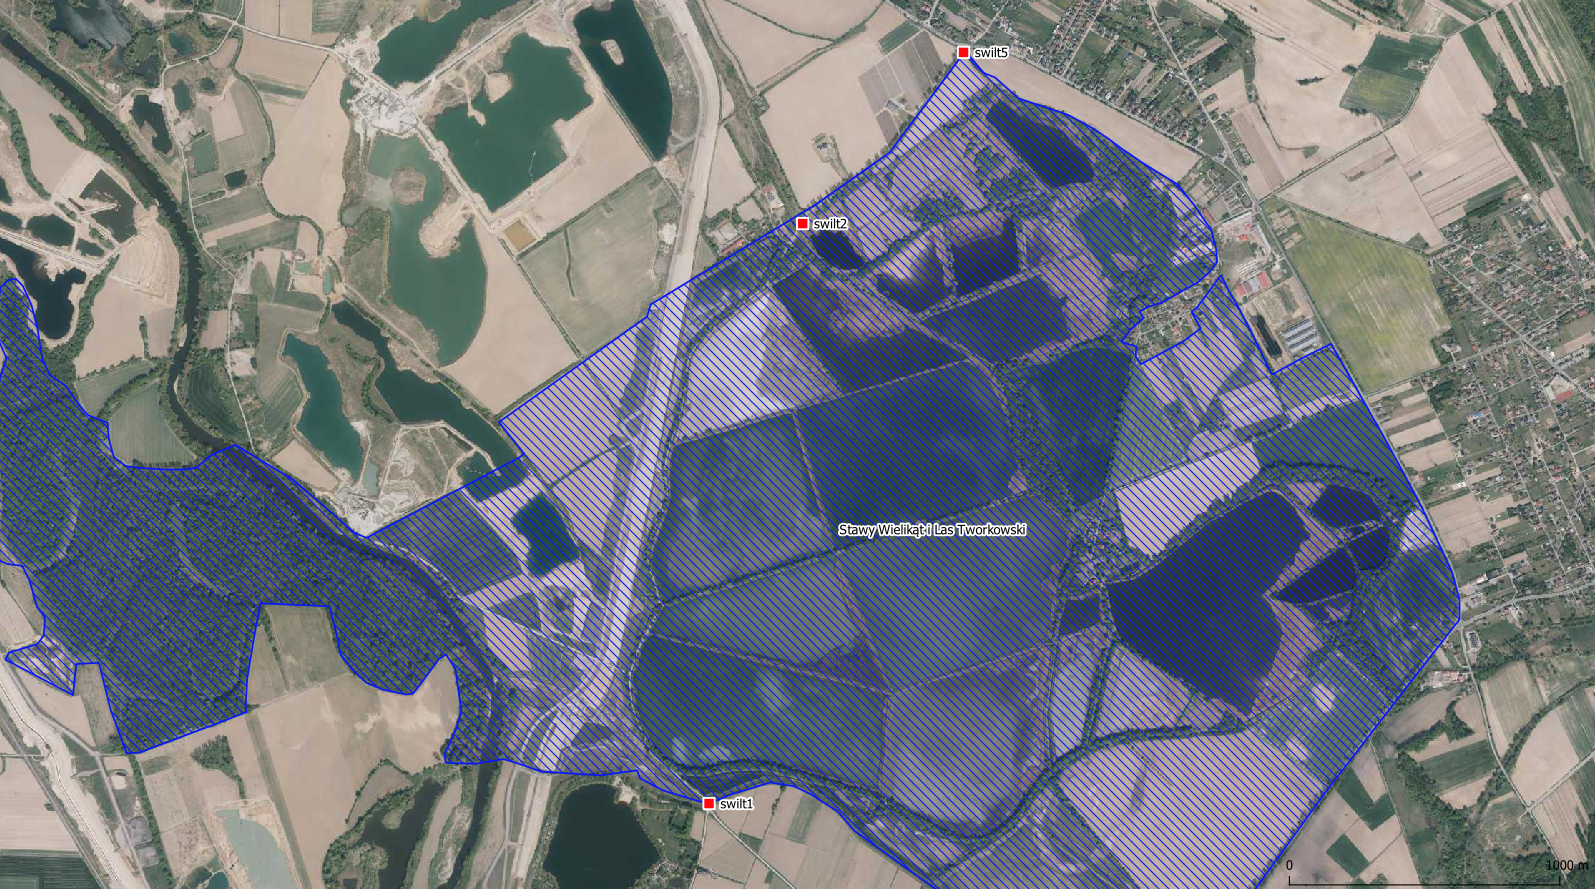 swilt5
swilt2
Stawy Wielikąt i Las Tworkowski
swilt1
0 1000 m